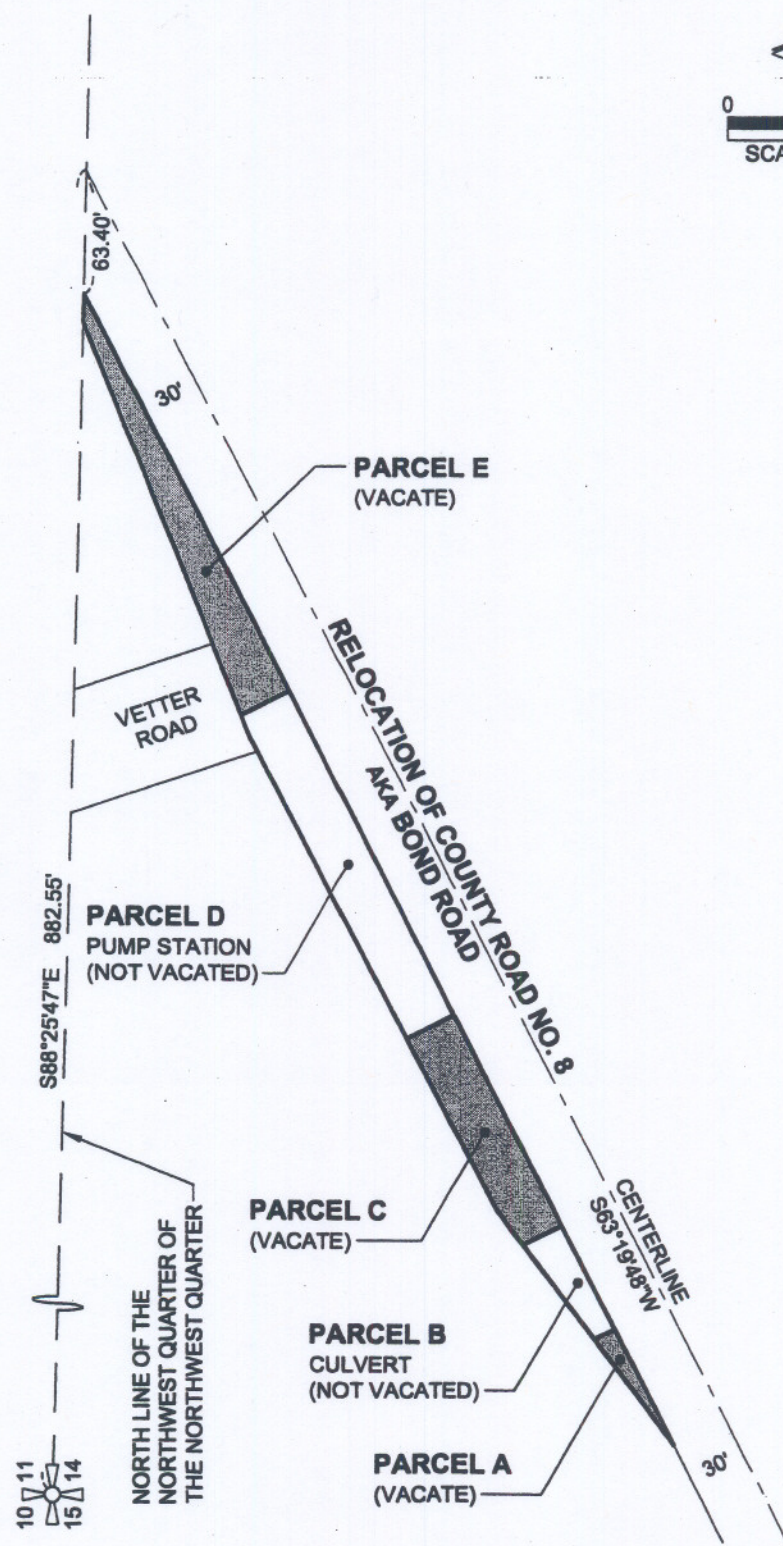 0
SCA
63.40'
30'
PARCEL E
(VACATE)
VETTER
ROAD
RELOCATION OF COUNTY ROAD NO. 8
AKA BOND ROAD
S88°25'47"E 882.55'
PARCEL D
PUMP STATION
(NOT VACATED)
PARCEL C
(VACATE)
CENTERLINE
S63°19'48"W
NORTH LINE OF THE
NORTHWEST QUARTER OF
THE NORTHWEST QUARTER
PARCEL B
CULVERT
(NOT VACATED)
PARCEL A
(VACATE)
30'
10 11
15 14